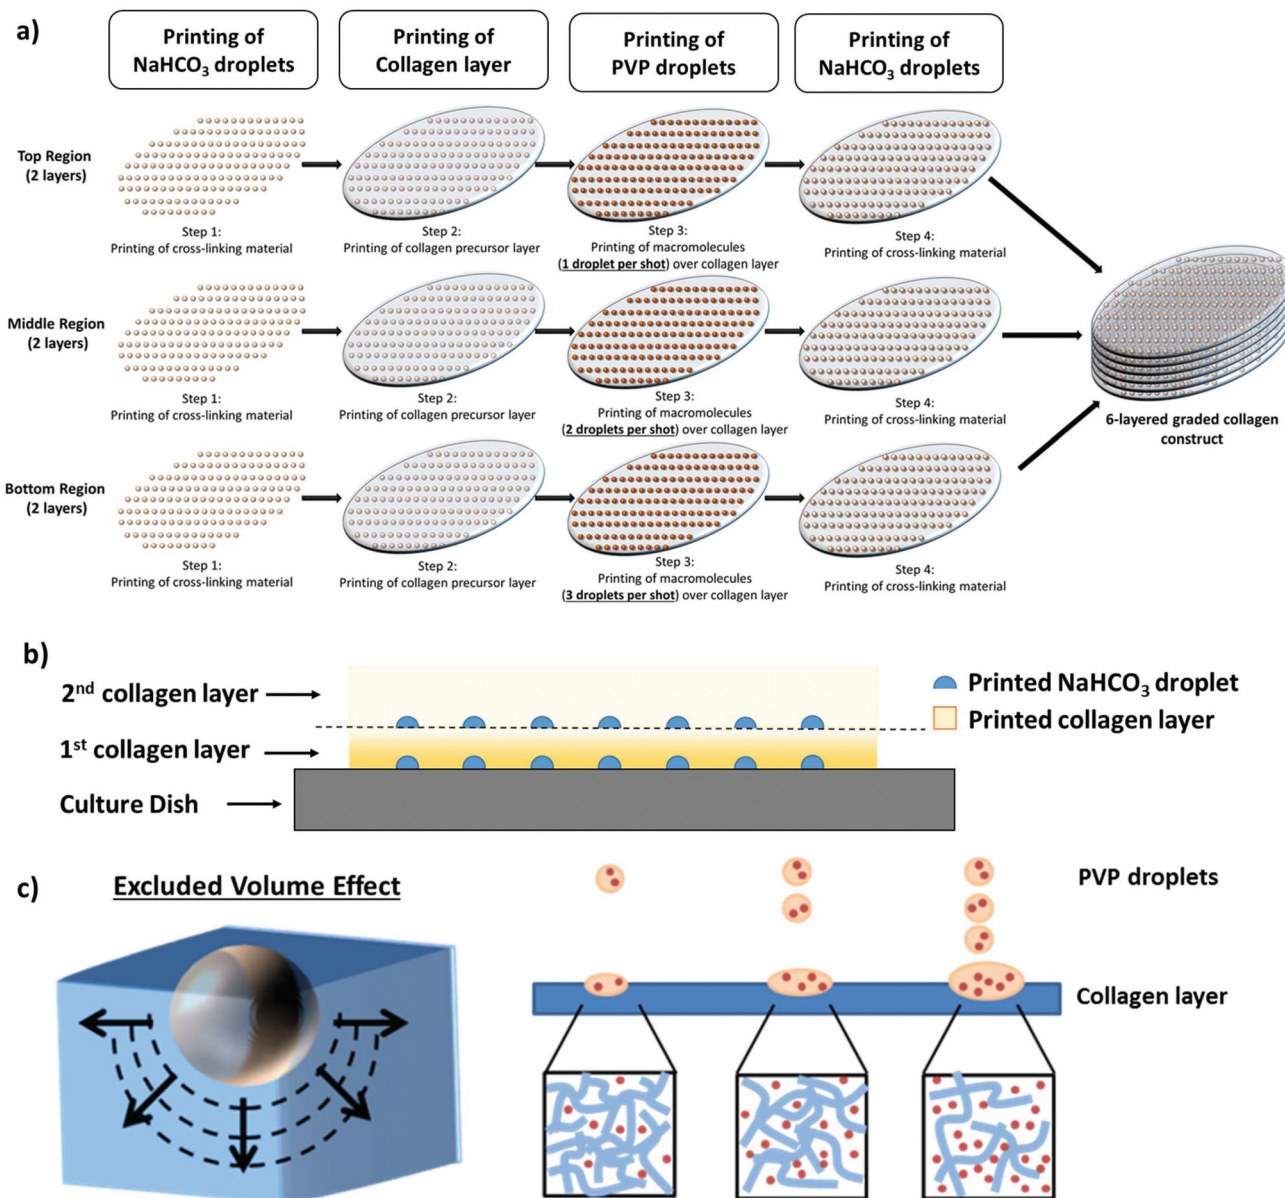 a)
Printing of
NaHCO₃ droplets
Printing of
Collagen layer
Printing of
PVP droplets
Printing of
NaHCO₃ droplets
Top Region
(2 layers)
Step 1:
Printing of cross-linking material
Step 2:
Printing of collagen precursor layer
Step 3:
Printing of macromolecules
(1 droplet per shot) over collagen layer
Step 4:
Printing of cross-linking material
Middle Region
(2 layers)
Step 1:
Printing of cross-linking material
Step 2:
Printing of collagen precursor layer
Step 3:
Printing of macromolecules
(2 droplets per shot) over collagen layer
Step 4:
Printing of cross-linking material
Bottom Region
(2 layers)
Step 1:
Printing of cross-linking material
Step 2:
Printing of collagen precursor layer
Step 3:
Printing of macromolecules
(3 droplets per shot) over collagen layer
Step 4:
Printing of cross-linking material
6-layered graded collagen
construct
b)
2nd collagen layer
1st collagen layer
Culture Dish
Printed NaHCO₃ droplet
Printed collagen layer
c)
Excluded Volume Effect
PVP droplets
Collagen layer